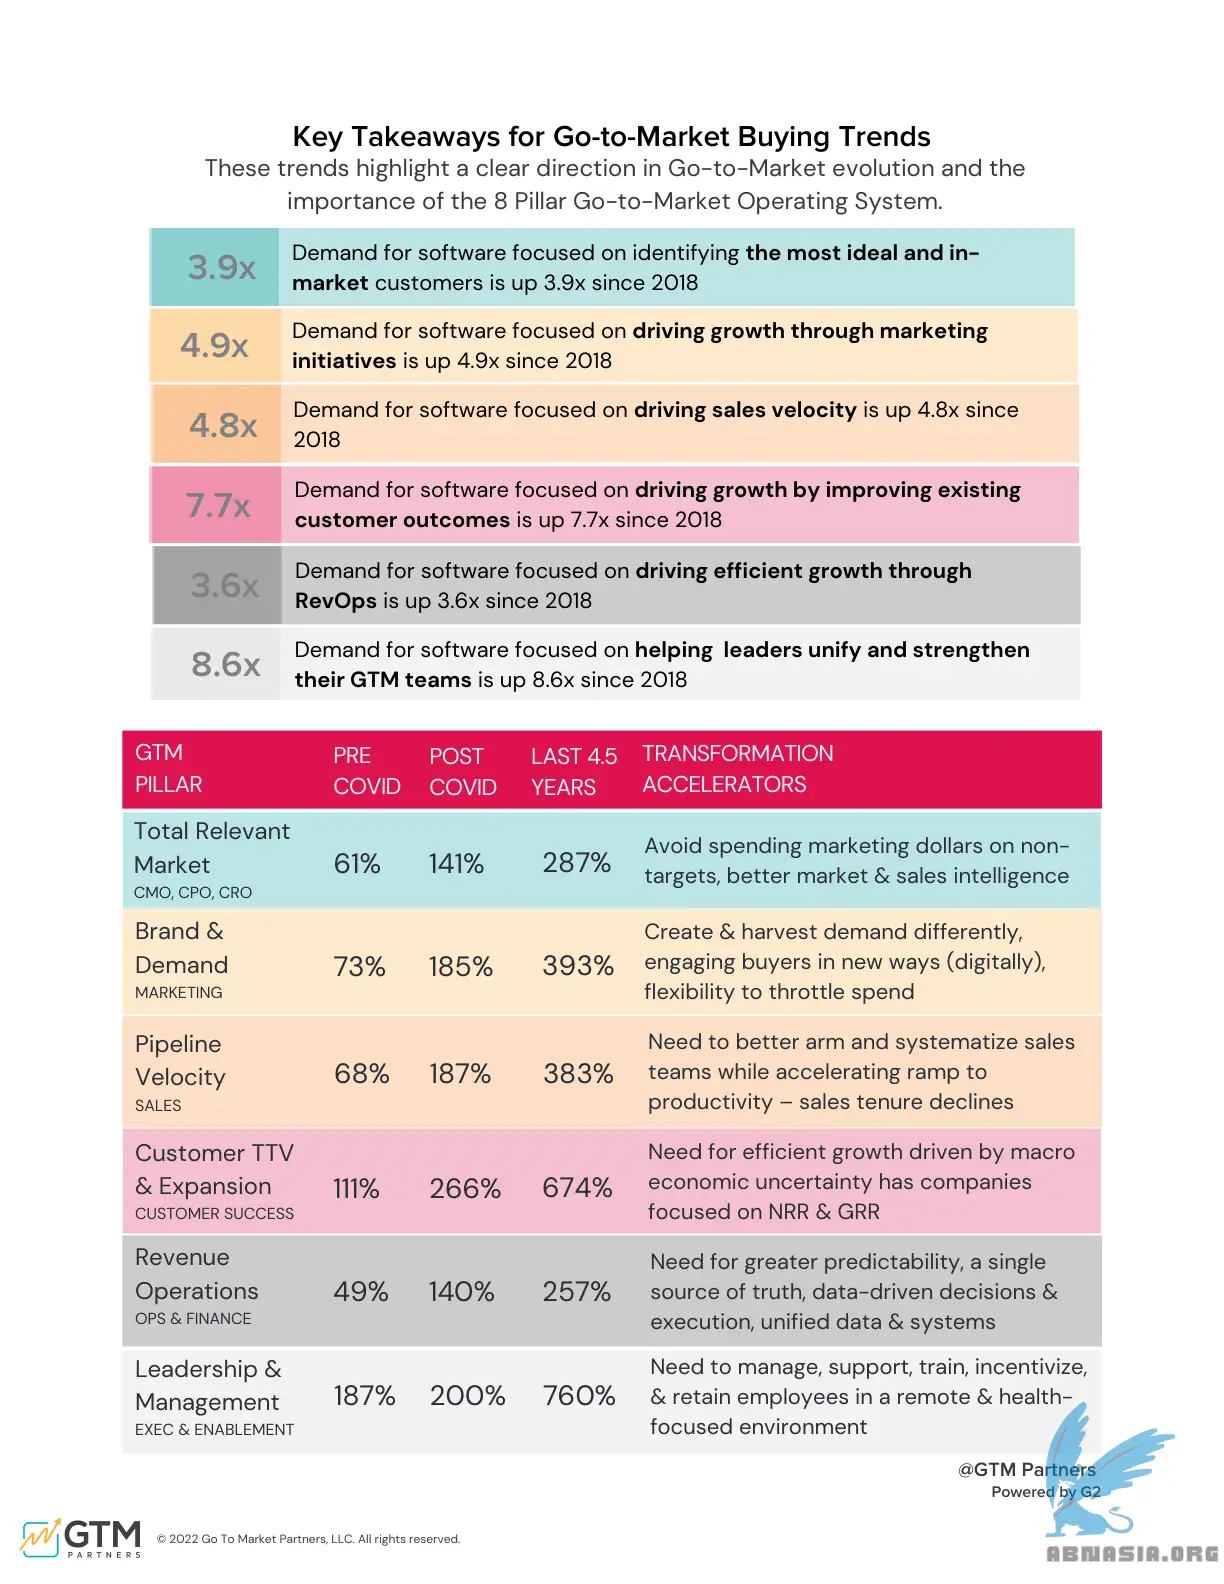 Key Takeaways for Go-to-Market Buying Trends
These trends highlight a clear direction in Go-to-Market evolution and the
importance of the 8 Pillar Go-to-Market Operating System.
3.9x
Demand for software focused on identifying the most ideal and in-
market customers is up 3.9x since 2018
4.9x
Demand for software focused on driving growth through marketing
initiatives is up 4.9x since 2018
4.8x
Demand for software focused on driving sales velocity is up 4.8x since
2018
7.7x
Demand for software focused on driving growth by improving existing
customer outcomes is up 7.7x since 2018
3.6x
Demand for software focused on driving efficient growth through
RevOps is up 3.6x since 2018
8.6x
Demand for software focused on helping leaders unify and strengthen
their GTM teams is up 8.6x since 2018
GTM
PILLAR
PRE
COVID
POST
COVID
LAST 4.5
YEARS
TRANSFORMATION
ACCELERATORS
Total Relevant
Market
CMO, CPO, CRO
61%
141%
287%
Avoid spending marketing dollars on non-
targets, better market & sales intelligence
Brand &
Demand
MARKETING
73%
185%
393%
Create & harvest demand differently,
engaging buyers in new ways (digitally),
flexibility to throttle spend
Pipeline
Velocity
SALES
68%
187%
383%
Need to better arm and systematize sales
teams while accelerating ramp to
productivity – sales tenure declines
Customer TTV
& Expansion
CUSTOMER SUCCESS
111%
266%
674%
Need for efficient growth driven by macro
economic uncertainty has companies
focused on NRR & GRR
Revenue
Operations
OPS & FINANCE
49%
140%
257%
Need for greater predictability, a single
source of truth, data-driven decisions &
execution, unified data & systems
Leadership &
Management
EXEC & ENABLEMENT
187%
200%
760%
Need to manage, support, train, incentivize,
& retain employees in a remote & health-
focused environment
@GTM Partners
Powered by G2
GTM
PARTNERS
© 2022 Go To Market Partners, LLC. All rights reserved.
ABNASIA.ORG